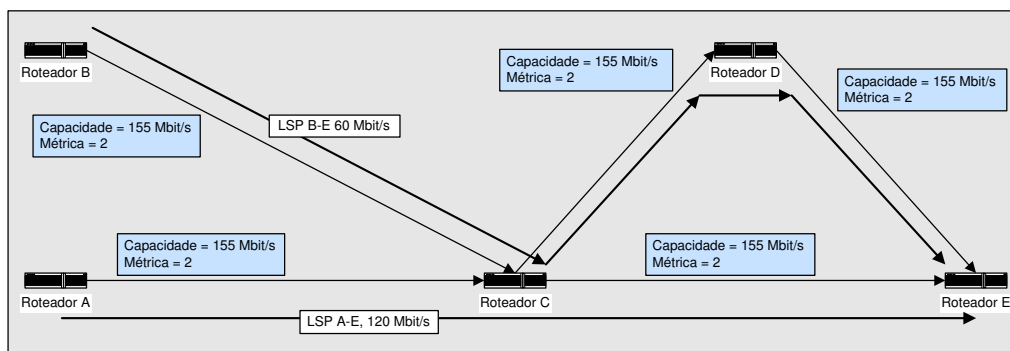 Roteador B
Capacidade = 155 Mbit/s
Métrica = 2
Roteador D
Capacidade = 155 Mbit/s
Métrica = 2
Capacidade = 155 Mbit/s
Métrica = 2
LSP B-E 60 Mbit/s
Capacidade = 155 Mbit/s
Métrica = 2
Capacidade = 155 Mbit/s
Métrica = 2
Roteador A
Roteador C
Roteador E
LSP A-E, 120 Mbit/s